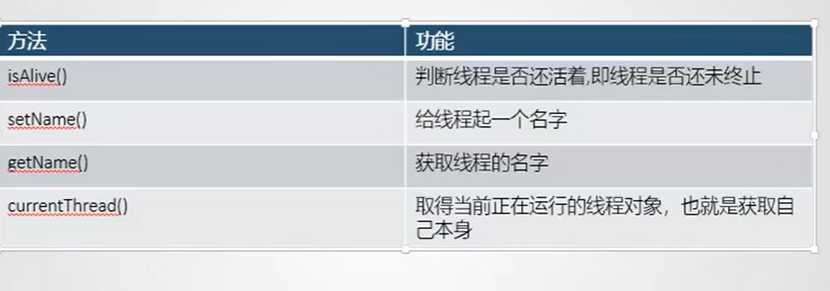 方法 功能
isAlive() 判断线程是否还活着,即线程是否还未终止
setName() 给线程起一个名字
getName() 获取线程的名字
currentThread() 取得当前正在运行的线程对象，也就是获取自
己本身